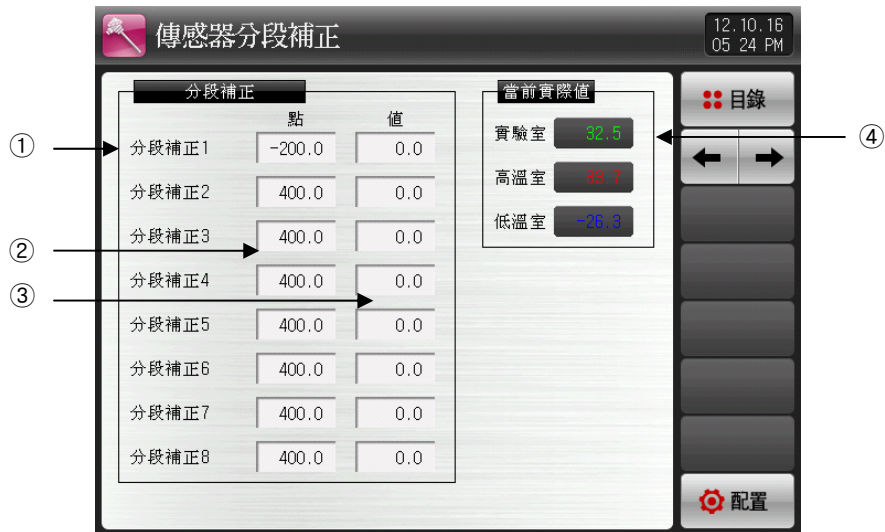 傳感器分段補正
12.10.16
05 24 PM
分段補正
點 值
① 分段補正1 -200.0 0.0
分段補正2 400.0 0.0
② 分段補正3 400.0 0.0
③ 分段補正4 400.0 0.0
分段補正5 400.0 0.0
分段補正6 400.0 0.0
分段補正7 400.0 0.0
分段補正8 400.0 0.0
當前實際值
實驗室 32.5 ④
高溫室
低溫室 -26.3
目錄
← →
配置